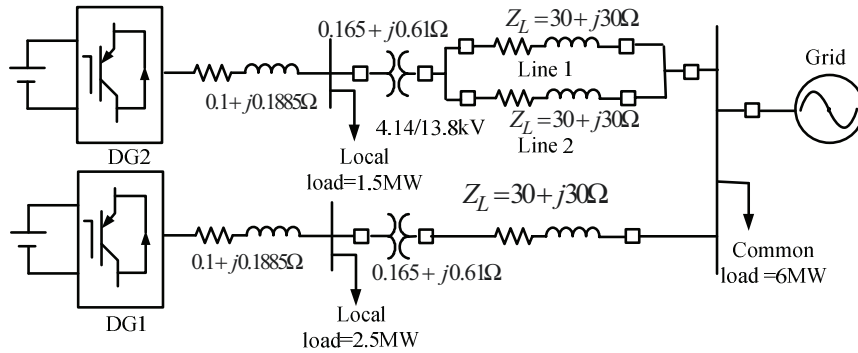 0.165+j0.61Ω
Z_L=30+j30Ω
Grid
Line 1
0.1+j0.1885Ω
Z_L=30+j30Ω
4.14/13.8kV
Line 2
DG2
Local
load=1.5MW
Z_L=30+j30Ω
0.1+j0.1885Ω
0.165+j0.61Ω
Common
load =6MW
DG1
Local
load=2.5MW